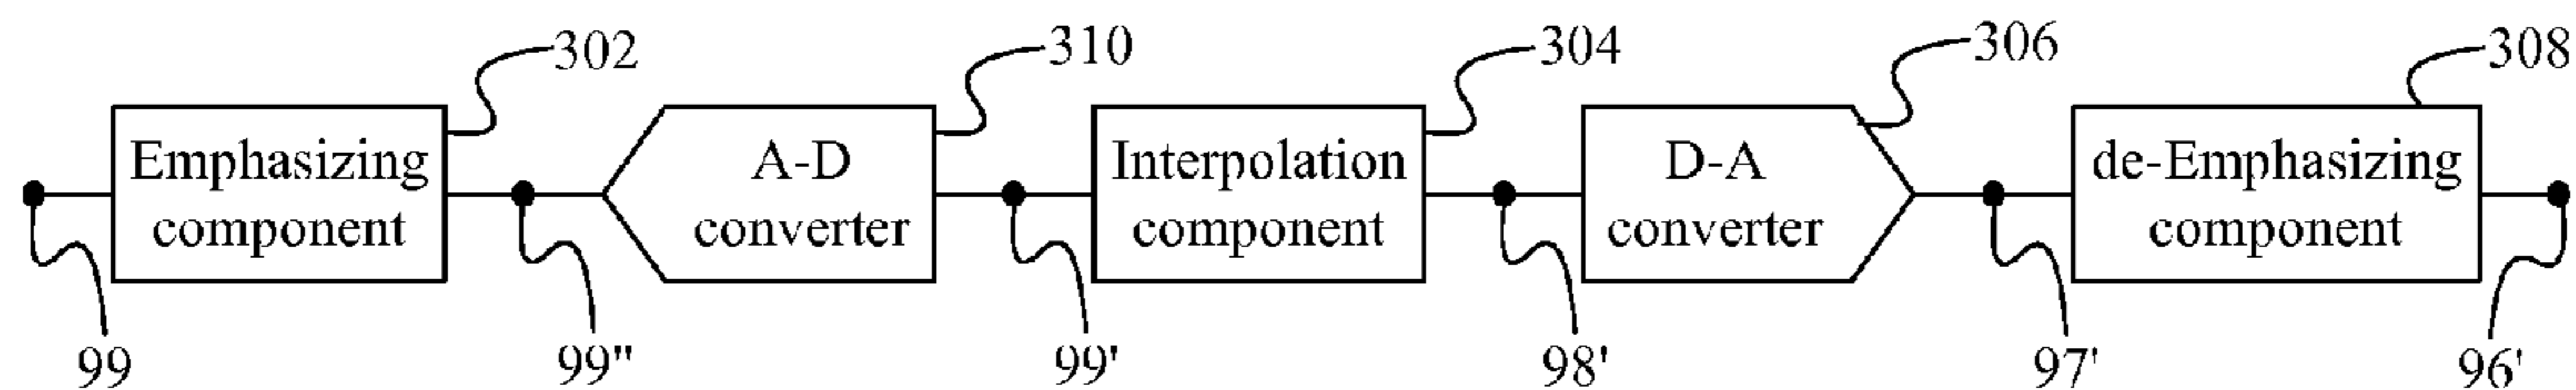 302
310
304
306
308
Emphasizing
component
A-D
converter
Interpolation
component
D-A
converter
de-Emphasizing
component
99
99"
99'
98'
97'
96'